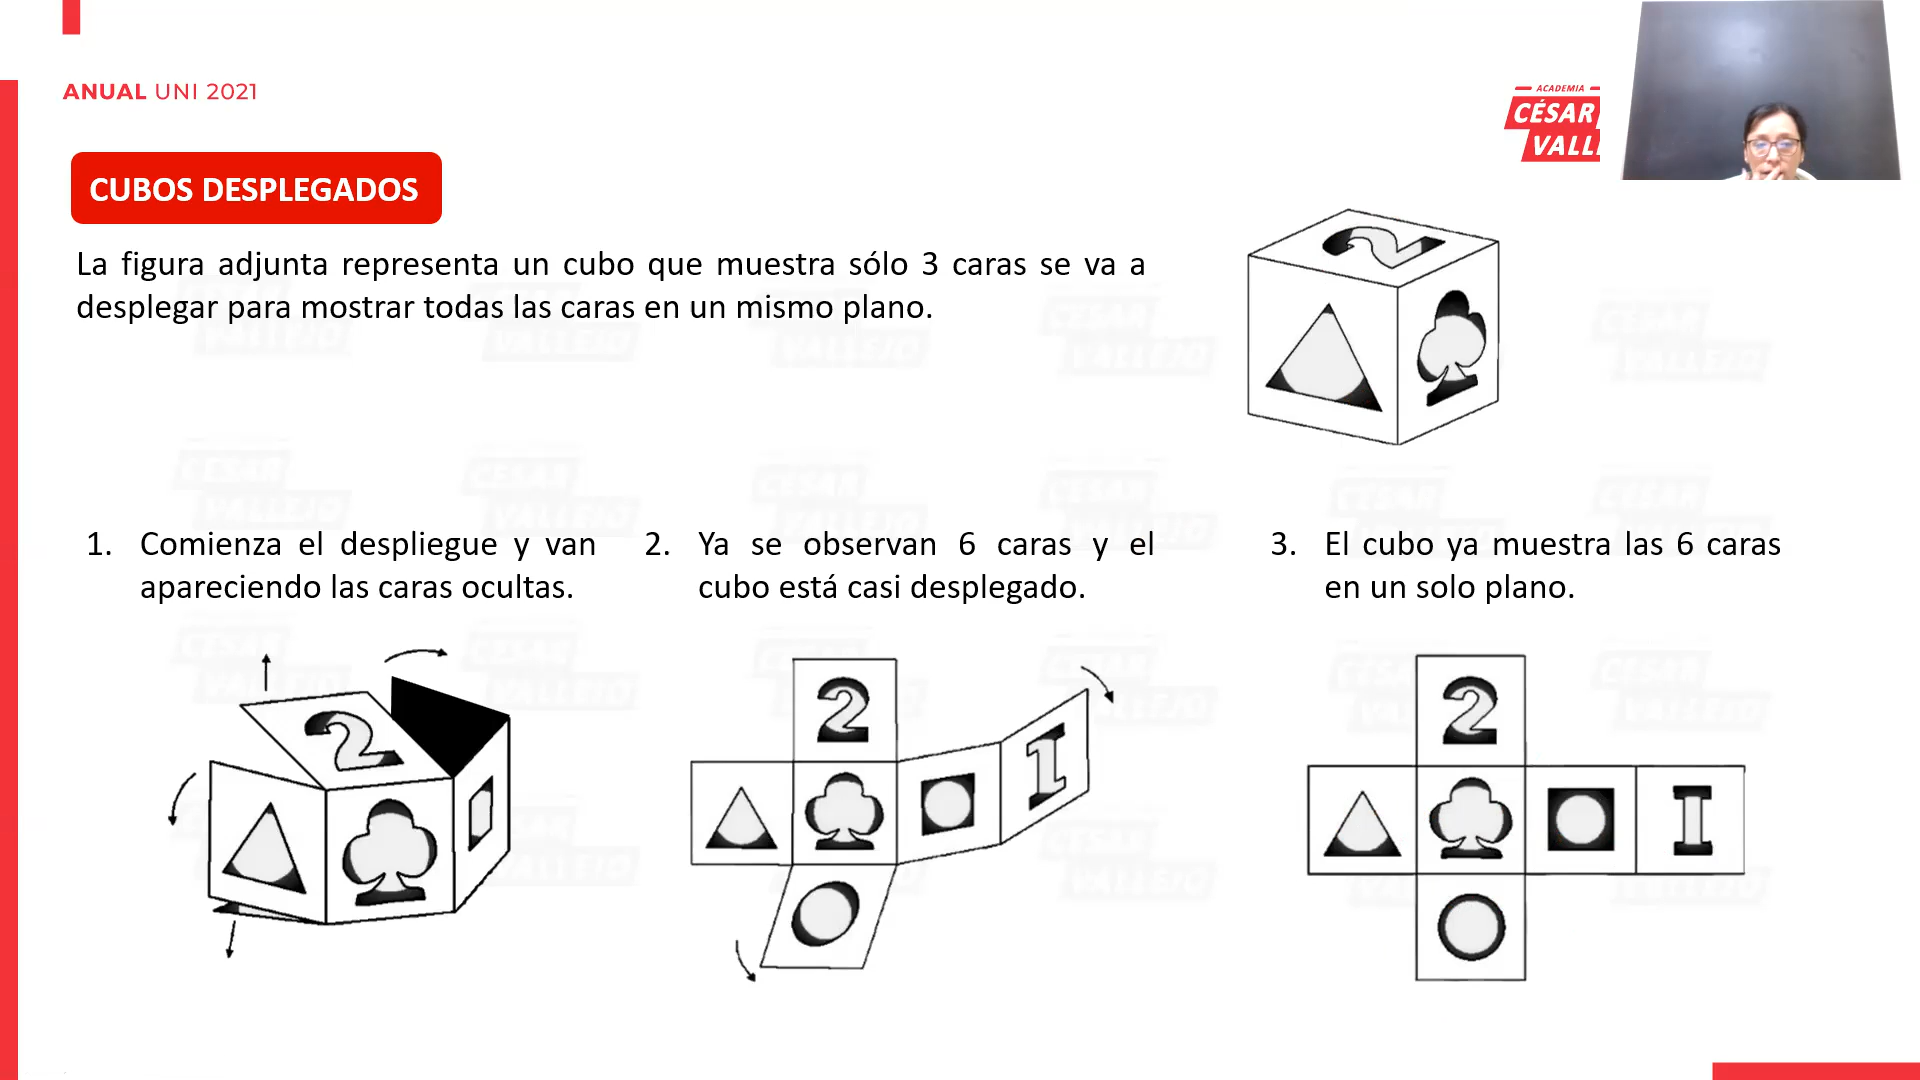 ANUAL UNI 2021
ACADEMIA
CÉSAR
VALL
CUBOS DESPLEGADOS
La figura adjunta representa un cubo que muestra sólo 3 caras se va a
desplegar para mostrar todas las caras en un mismo plano.
2
1. Comienza el despliegue y van
apareciendo las caras ocultas.
2. Ya se observan 6 caras y el
cubo está casi desplegado.
3. El cubo ya muestra las 6 caras
en un solo plano.
2
2
I
2
I
CESAR
VALLEJO